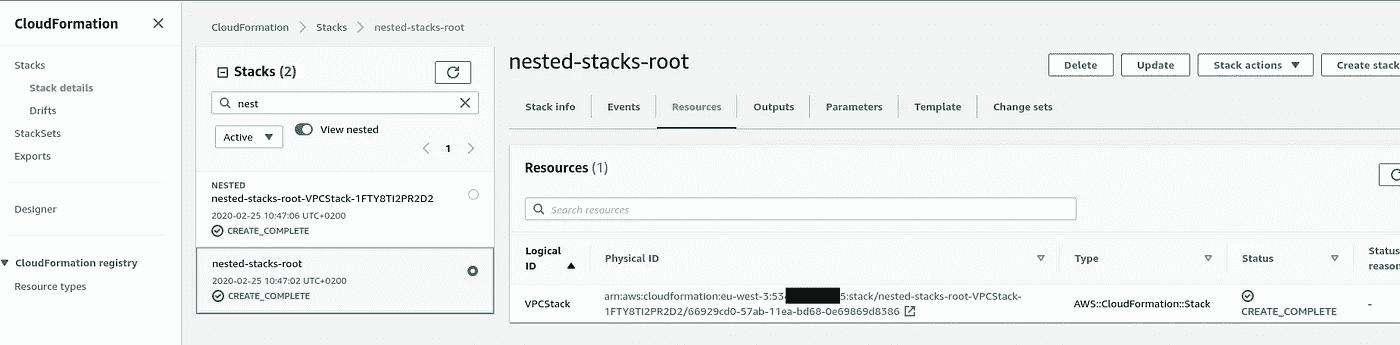 CloudFormation
Stacks
Stack details
Drifts
StackSets
Exports
Designer
CloudFormation registry
Resource types
CloudFormation Stacks nested-stacks-root
Stacks (2)
nest
Active View nested
1
NESTED
nested-stacks-root-VPCStack-1FTY8TI2PR2D2
2020-02-25 10:47:06 UTC+0200
CREATE_COMPLETE
nested-stacks-root
2020-02-25 10:47:02 UTC+0200
CREATE_COMPLETE
nested-stacks-root
Delete Update Stack actions Create stack
Stack info Events Resources Outputs Parameters Template Change sets
Resources (1)
Search resources
Logical ID Physical ID Type Status Status reason
VPCStack arn:aws:cloudformation:eu-west-3:53 5:stack/nested-stacks-root-VPCStack-
1FTY8TI2PR2D2/66929cd0-57ab-11ea-bd68-0e69869d8386
AWS::CloudFormation::Stack CREATE_COMPLETE -